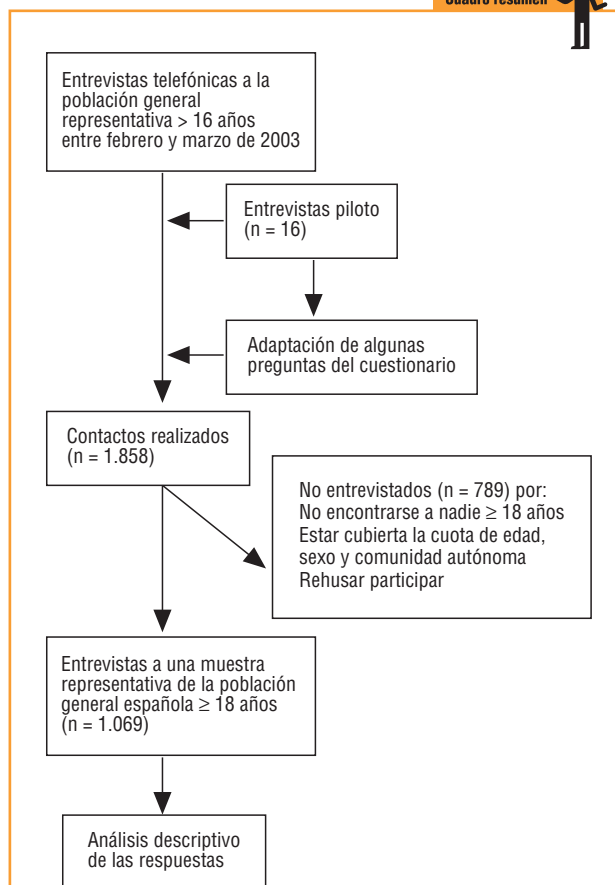 Cuadro resumen
Entrevistas telefónicas a la
población general
representativa > 16 años
entre febrero y marzo de 2003
Entrevistas piloto
(n = 16)
Adaptación de algunas
preguntas del cuestionario
Contactos realizados
(n = 1.858)
No entrevistados (n = 789) por:
No encontrarse a nadie ≥ 18 años
Estar cubierta la cuota de edad,
sexo y comunidad autónoma
Rehusar participar
Entrevistas a una muestra
representativa de la población
general española ≥ 18 años
(n = 1.069)
Análisis descriptivo
de las respuestas